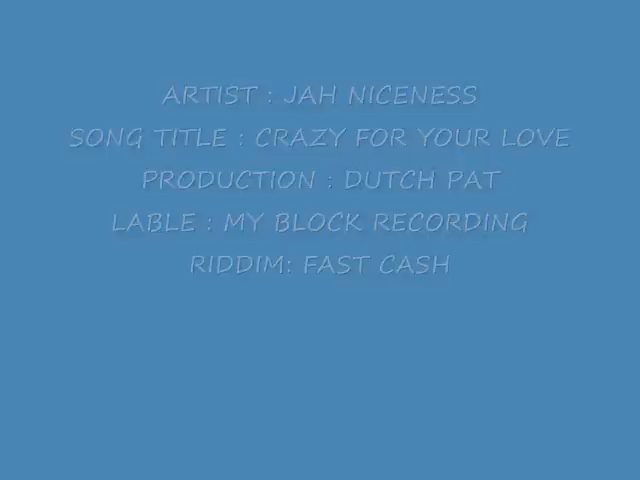 ARTIST : JAH NICENESS
SONG TITLE : CRAZY FOR YOUR LOVE
PRODUCTION : DUTCH PAT
LABLE : MY BLOCK RECORDING
RIDDIM: FAST CASH